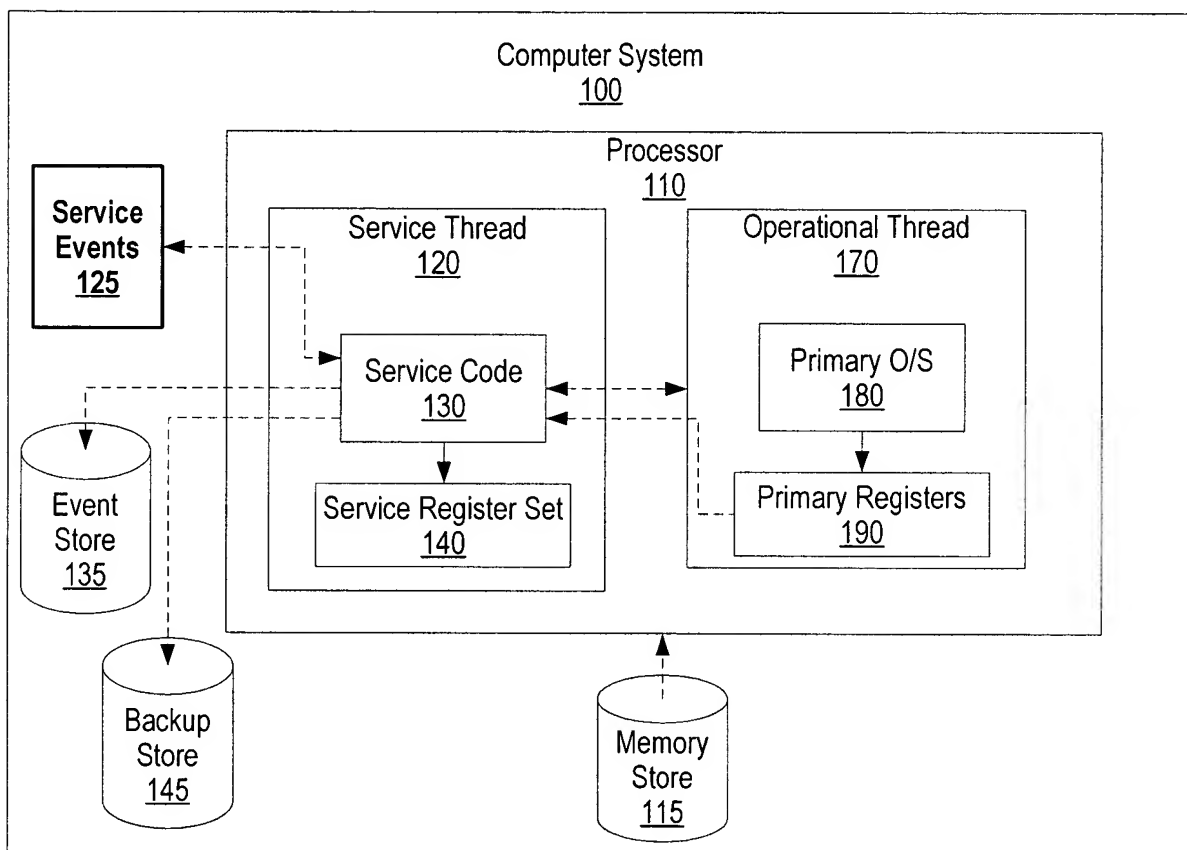 Computer System
100
Processor
110
Service
Events
125
Service Thread
120
Operational Thread
170
Service Code
130
Primary O/S
180
Service Register Set
140
Primary Registers
190
Event
Store
135
Backup
Store
145
Memory
Store
115